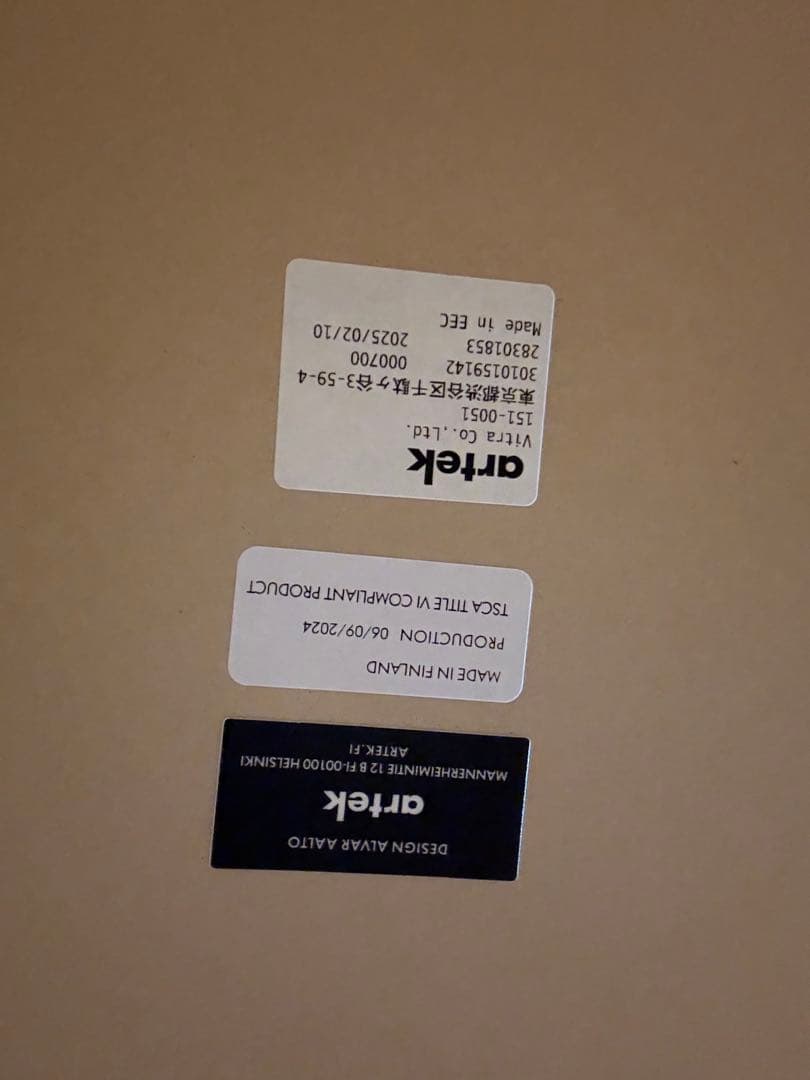 DESIGN ALVAR AALTO
artek
MANNERHEIMINTIE 12 B FI-00100 HELSINKI
ARTEK.FI
MADE IN FINLAND
PRODUCTION 06/09/2024
TSCA TITLE VI COMPLIANT PRODUCT
artek
Vitra Co.,Ltd.
151-0051
東京都渋谷区千駄ヶ谷3-59-4
3010159142 000700
28301853 2025/02/10
Made in EEC